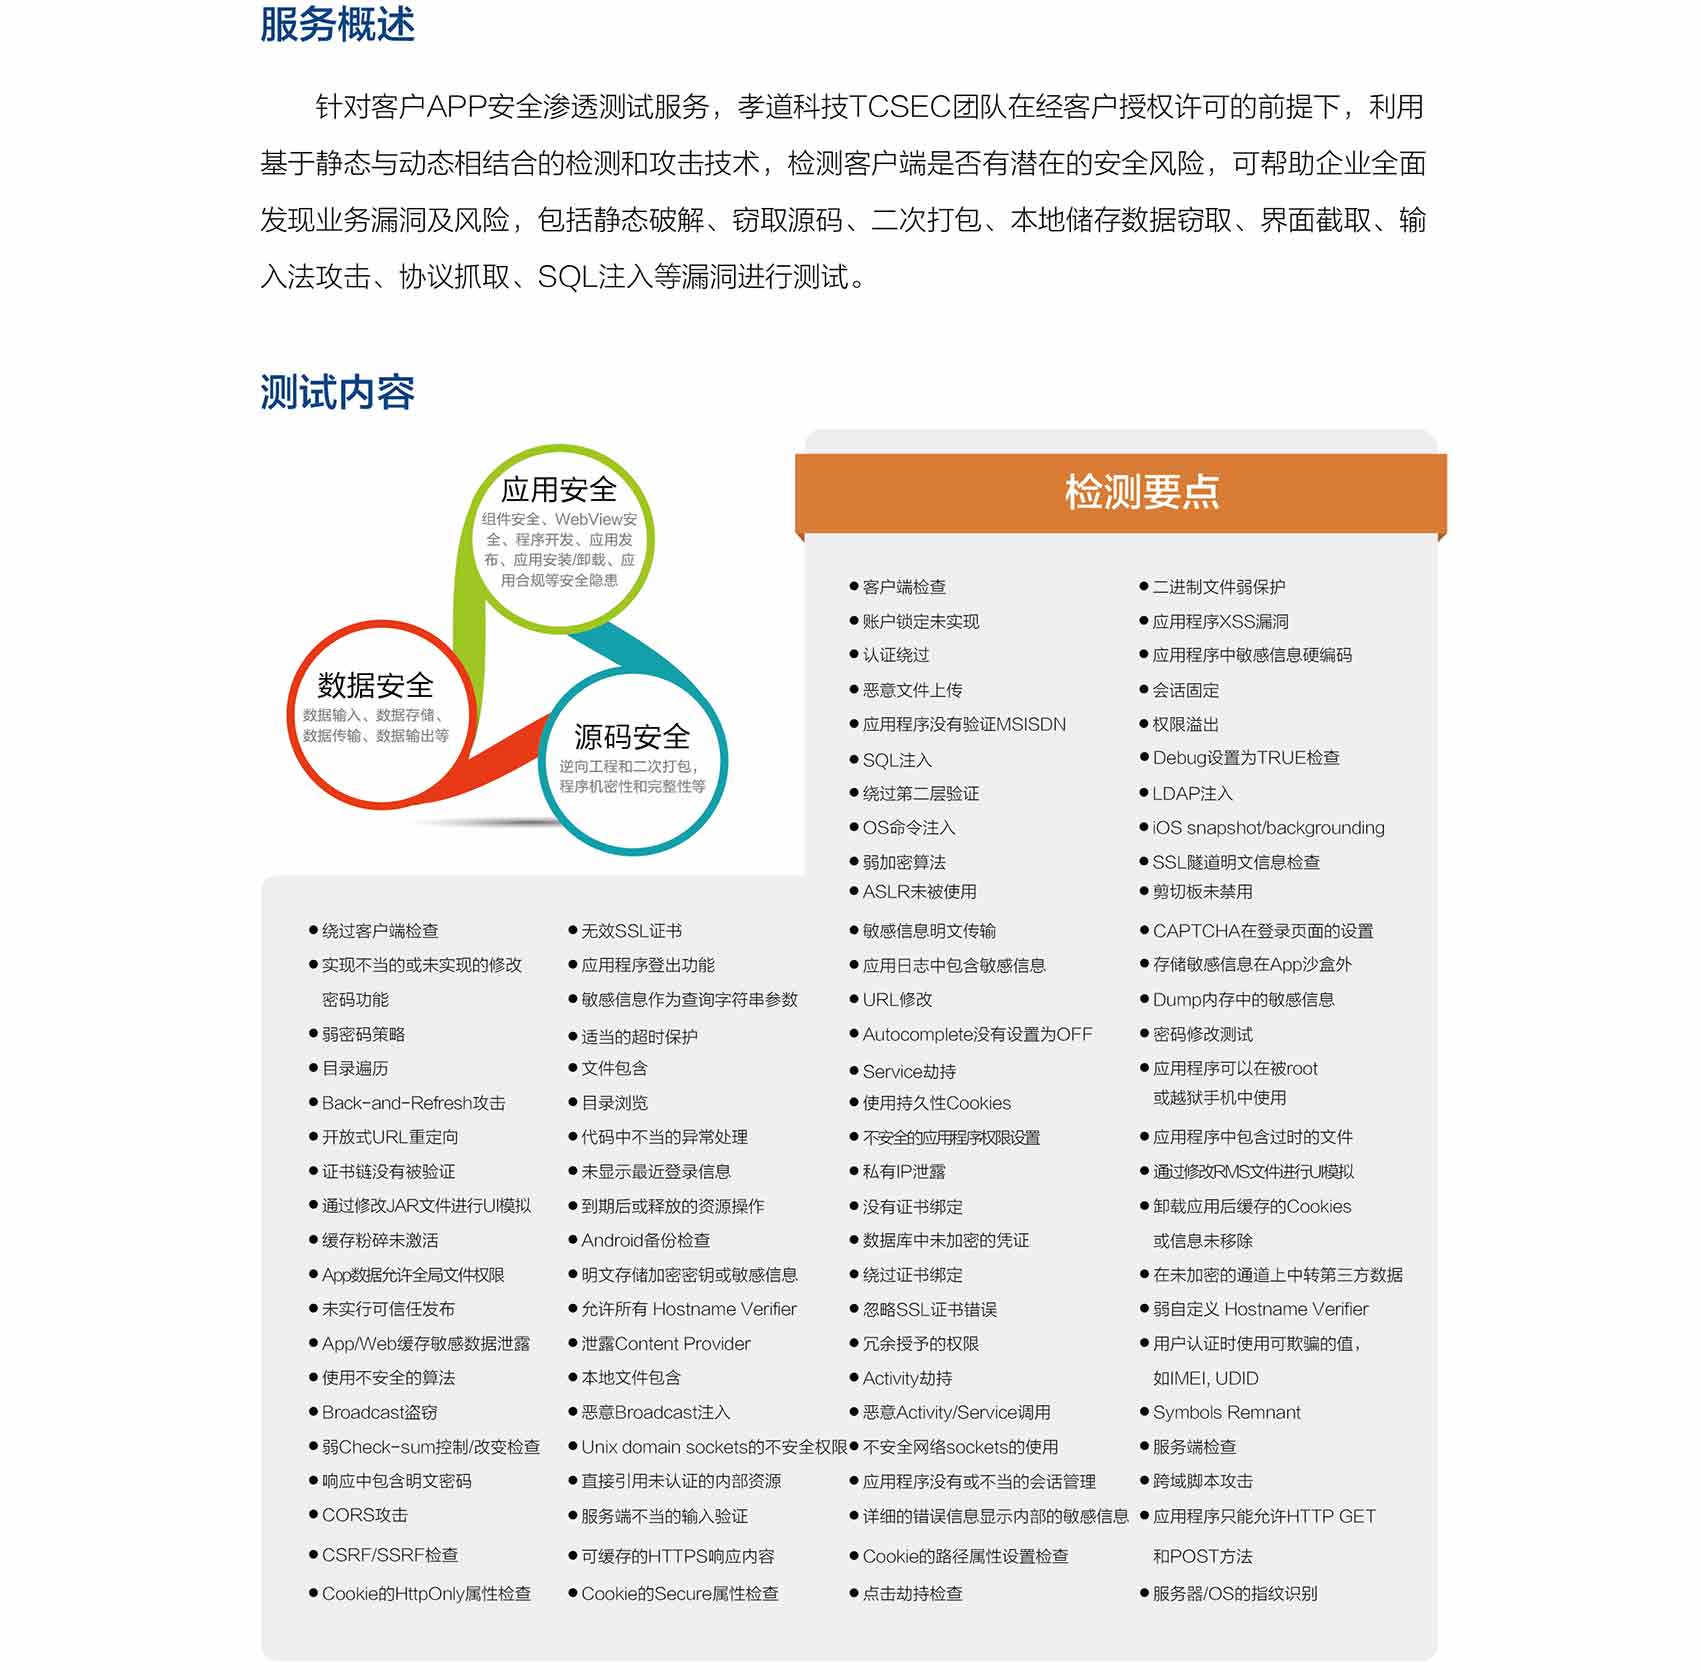 服务概述
针对客户APP安全渗透测试服务，孝道科技TCSEC团队在经客户授权许可的前提下，利用
基于静态与动态相结合的检测和攻击技术，检测客户端是否有潜在的安全风险，可帮助企业全面
发现业务漏洞及风险，包括静态破解、窃取源码、二次打包、本地储存数据窃取、界面截取、输
入法攻击、协议抓取、SQL注入等漏洞进行测试。
测试内容
应用安全
组件安全、WebView安
全、程序开发、应用发
布、应用安装/卸载、应
用合规等安全隐患
数据安全
数据输入、数据存储、
数据传输、数据输出等
源码安全
逆向工程和二次打包，
程序机密性和完整性等
检测要点
●客户端检查
●账户锁定未实现
●认证绕过
●恶意文件上传
●应用程序没有验证MSISDN
●SQL注入
●绕过第二层验证
●OS命令注入
●弱加密算法
●ASLR未被使用
●二进制文件弱保护
●应用程序XSS漏洞
●应用程序中敏感信息硬编码
●会话固定
●权限溢出
●Debug设置为TRUE检查
●LDAP注入
●iOS snapshot/backgrounding
●SSL隧道明文信息检查
●剪切板未禁用
●绕过客户端检查
●实现不当的或未实现的修改
密码功能
●弱密码策略
●目录遍历
●Back-and-Refresh攻击
●开放式URL重定向
●证书链没有被验证
●通过修改JAR文件进行UI模拟
●缓存粉碎未激活
●App数据允许全局文件权限
●未实行可信任发布
●App/Web缓存敏感数据泄露
●使用不安全的算法
●Broadcast盗窃
●弱Check-sum控制/改变检查
●响应中包含明文密码
●CORS攻击
●CSRF/SSRF检查
●Cookie的HttpOnly属性检查
●无效SSL证书
●应用程序登出功能
●敏感信息作为查询字符串参数
●适当的超时保护
●文件包含
●目录浏览
●代码中不当的异常处理
●未显示最近登录信息
●到期后或释放的资源操作
●Android备份检查
●明文存储加密密钥或敏感信息
●允许所有 Hostname Verifier
●泄露Content Provider
●本地文件包含
●恶意Broadcast注入
●Unix domain sockets的不安全权限
●直接引用未认证的内部资源
●服务端不当的输入验证
●可缓存的HTTPS响应内容
●Cookie的Secure属性检查
●敏感信息明文传输
●应用日志中包含敏感信息
●URL修改
●Autocomplete没有设置为OFF
●Service劫持
●使用持久性Cookies
●不安全的应用程序权限设置
●私有IP泄露
●没有证书绑定
●数据库中未加密的凭证
●绕过证书绑定
●忽略SSL证书错误
●冗余授予的权限
●Activity劫持
●恶意Activity/Service调用
●不安全网络sockets的使用
●应用程序没有或不当的会话管理
●详细的错误信息显示内部的敏感信息
●Cookie的路径属性设置检查
●点击劫持检查
●CAPTCHA在登录页面的设置
●存储敏感信息在App沙盒外
●Dump内存中的敏感信息
●密码修改测试
●应用程序可以在被root
或越狱手机中使用
●应用程序中包含过时的文件
●通过修改RMS文件进行UI模拟
●卸载应用后缓存的Cookies
或信息未移除
●在未加密的通道上中转第三方数据
●弱自定义 Hostname Verifier
●用户认证时使用可欺骗的值，
如IMEI, UDID
●Symbols Remnant
●服务端检查
●跨域脚本攻击
●应用程序只能允许HTTP GET
和POST方法
●服务器/OS的指纹识别